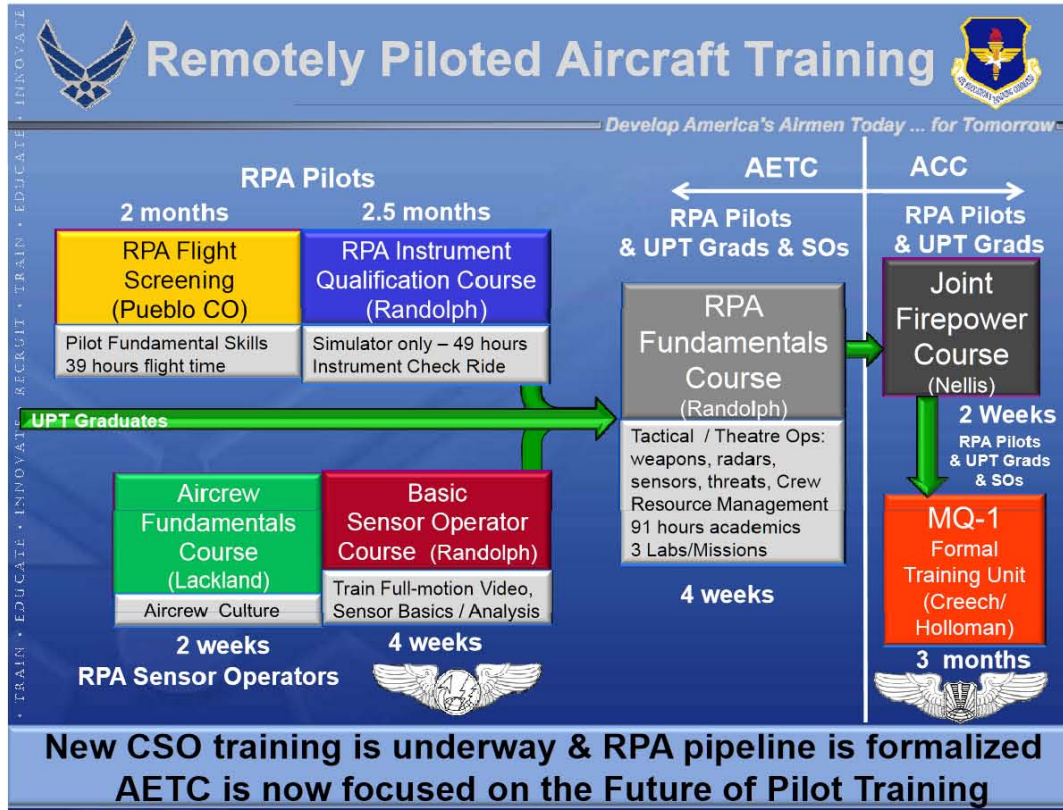 Remotely Piloted Aircraft Training
Develop America's Airmen Today ... for Tomorrow
· TRAIN · EDUCATE · INNOVATE · RECRUIT · TRAIN · EDUCATE · INNOVATE
RPA Pilots
2 months
RPA Flight
Screening
(Pueblo CO)
Pilot Fundamental Skills
39 hours flight time
2.5 months
RPA Instrument
Qualification Course
(Randolph)
Simulator only – 49 hours
Instrument Check Ride
UPT Graduates
Aircrew
Fundamentals
Course
(Lackland)
Aircrew Culture
2 weeks
Basic
Sensor Operator
Course (Randolph)
Train Full-motion Video,
Sensor Basics / Analysis
4 weeks
RPA Sensor Operators
AETC
RPA Pilots
& UPT Grads & SOs
RPA
Fundamentals
Course
(Randolph)
Tactical / Theatre Ops:
weapons, radars,
sensors, threats, Crew
Resource Management
91 hours academics
3 Labs/Missions
4 weeks
ACC
RPA Pilots
& UPT Grads
Joint
Firepower
Course
(Nellis)
2 Weeks
RPA Pilots
& UPT Grads
& SOs
MQ-1
Formal
Training Unit
(Creech/
Holloman)
3 months
New CSO training is underway & RPA pipeline is formalized
AETC is now focused on the Future of Pilot Training